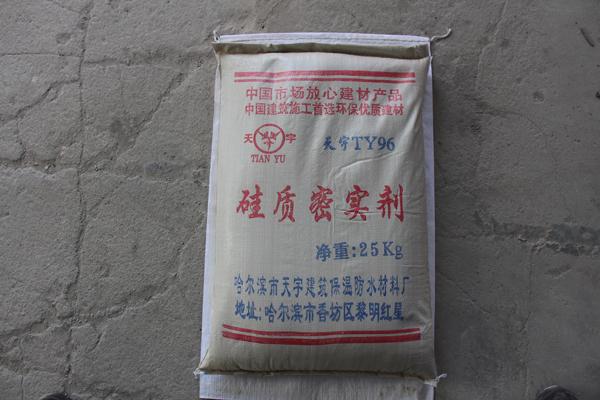 中国市场放心建材产品
中国建筑施工首选环保优质建材
天 宇
TIAN YU
天宇TY96
硅质密实剂
净重:25Kg
哈尔滨市天宇建筑保温防水材料厂
地址:哈尔滨市香坊区黎明红星